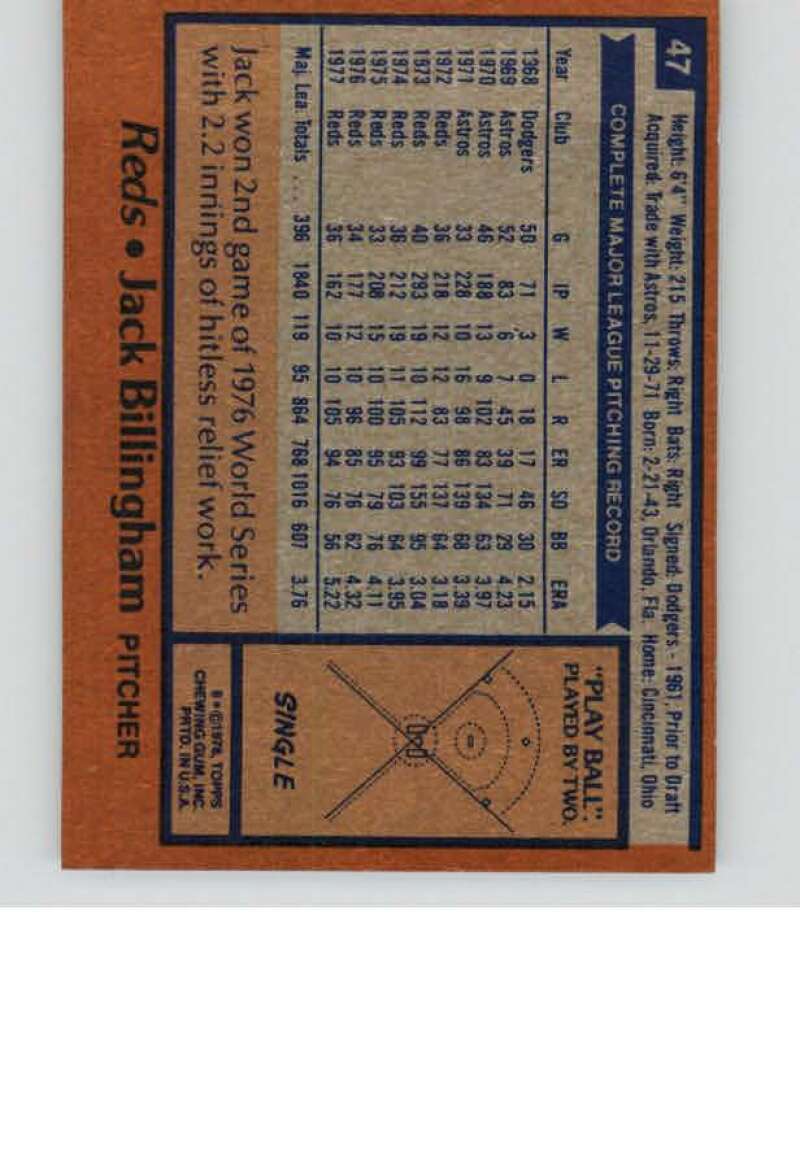 47
Height: 6'4" Weight: 215 Throws: Right Bats: Right Signed: Dodgers - 1961, Prior to Draft
Acquired: Trade with Astros, 11-29-71 Born: 2-21-43, Orlando, Fla. Home: Cincinnati, Ohio
COMPLETE MAJOR LEAGUE PITCHING RECORD
Year Club G IP W L R ER SO BB ERA
1968 Dodgers 50 71 3 0 18 17 46 30 2.15
1969 Astros 52 83 6 7 45 39 71 29 4.23
1970 Astros 46 188 13 9 102 83 134 63 3.97
1971 Astros 33 228 10 16 98 86 139 68 3.39
1972 Reds 36 218 12 12 83 77 137 64 3.18
1973 Reds 40 293 19 10 112 99 155 95 3.04
1974 Reds 36 212 19 11 105 93 103 64 3.95
1975 Reds 33 208 15 10 100 95 79 76 4.11
1976 Reds 34 177 12 10 96 85 76 62 4.32
1977 Reds 36 162 10 10 105 94 76 56 5.22
Maj. Lea. Totals ... 396 1840 119 95 864 768 1016 607 3.76
Jack won 2nd game of 1976 World Series
with 2.2 innings of hitless relief work.
"PLAY BALL":
PLAYED BY TWO.
SINGLE
B•©1978, TOPPS
CHEWING GUM, INC.
PRTD. IN U.S.A.
Reds • Jack Billingham PITCHER